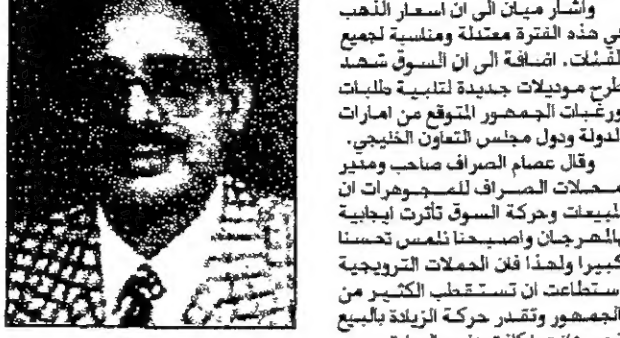 وأشار ميان الى ان اسعار الذهب
في هذه الفترة معتدلة ومناسبة لجميع
الفئات. اضافة الى ان السوق شهد
طرح موديلات جديدة لتلبية طلبات
ورغبات الجمهور المتوقع من امارات
الدولة ودول مجلس التعاون الخليجي.
وقال عصام الصراف صاحب ومدير
محلات الصراف للمجوهرات ان
المبيعات وحركة السوق تأثرت ايجابية
بالمهرجان واصبحنا نلمس تحسنا
كبيرا ولهذا فان الحملات الترويجية
استطاعت ان تستقطب الكثير من
الجمهور وتقدر حركة الزيادة بالبيع